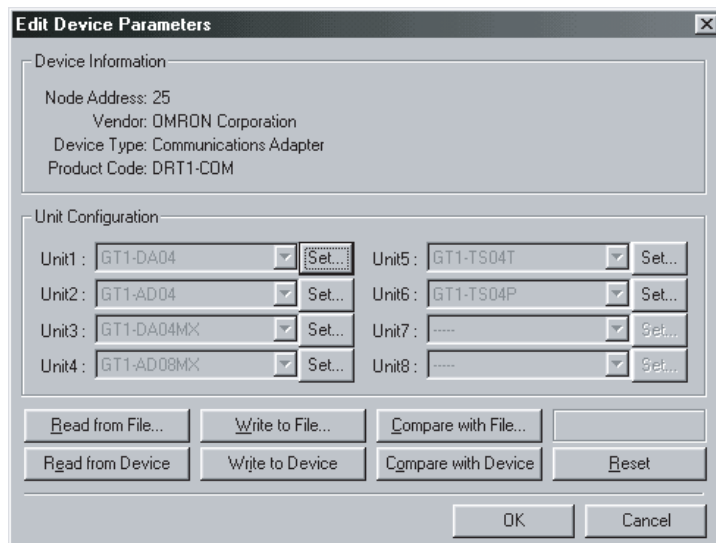 Edit Device Parameters
Device Information
Node Address: 25
Vendor: OMRON Corporation
Device Type: Communications Adapter
Product Code: DRT1-COM
Unit Configuration
Unit1 : GT1-DA04 Set... Unit5 : GT1-TS04T Set...
Unit2 : GT1-AD04 Set... Unit6 : GT1-TS04P Set...
Unit3 : GT1-DA04MX Set... Unit7 : ----- Set...
Unit4 : GT1-AD08MX Set... Unit8 : ----- Set...
Read from File... Write to File... Compare with File...
Read from Device Write to Device Compare with Device Reset
OK Cancel